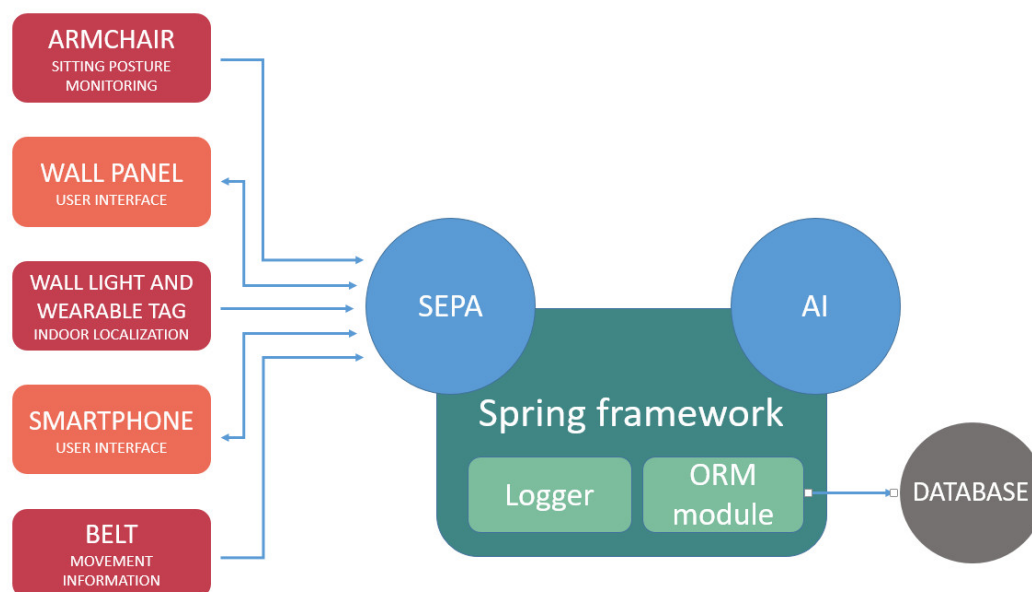 ARMCHAIR
SITTING POSTURE
MONITORING
WALL PANEL
USER INTERFACE
WALL LIGHT AND
WEARABLE TAG
INDOOR LOCALIZATION
SMARTPHONE
USER INTERFACE
BELT
MOVEMENT
INFORMATION
SEPA
AI
Spring framework
Logger
ORM
module
DATABASE